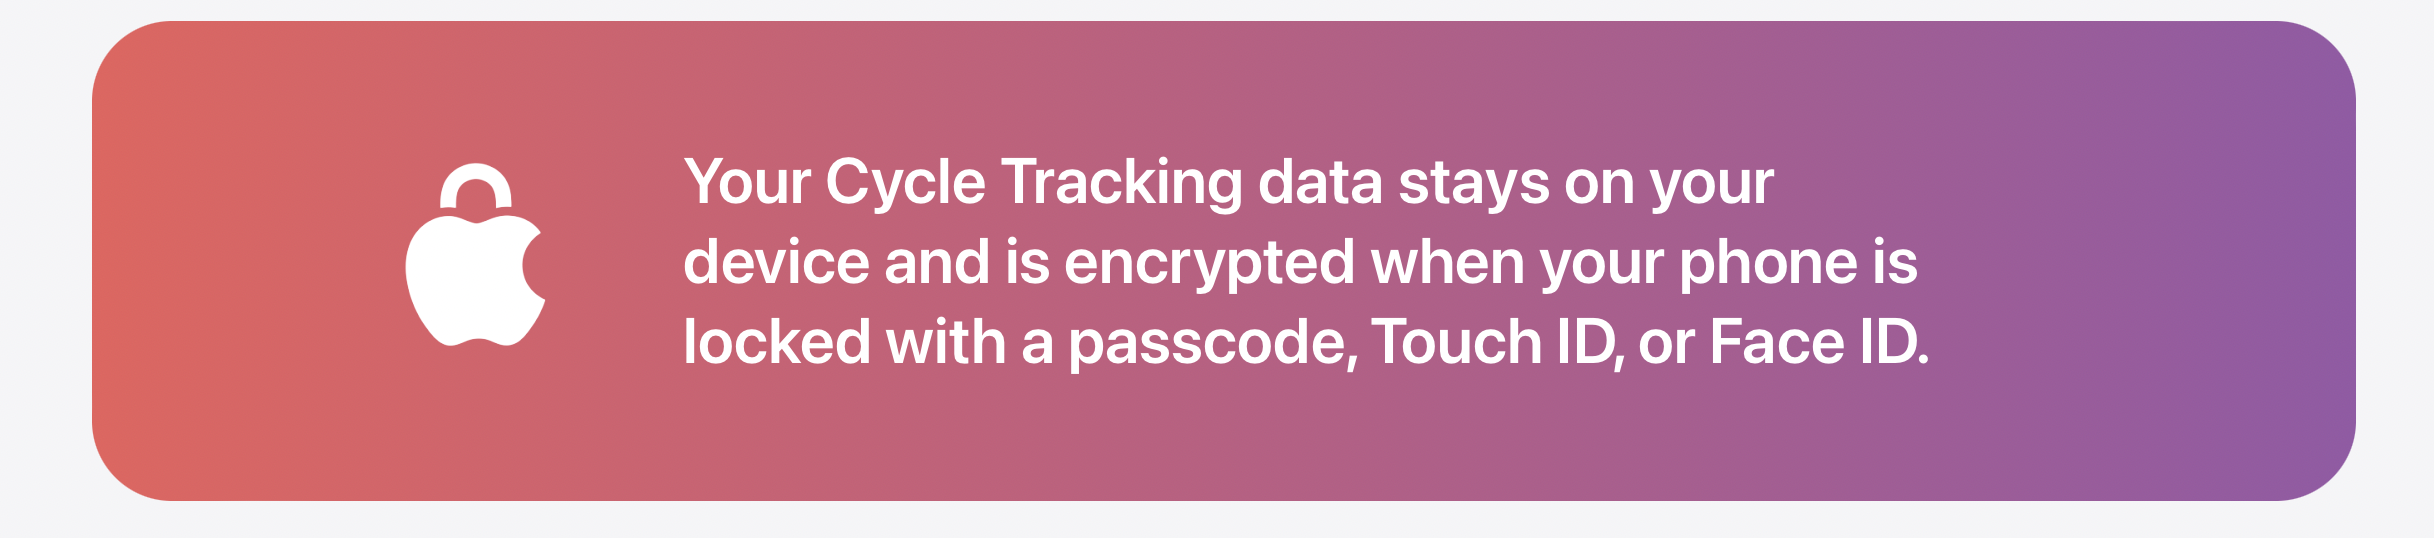 Your Cycle Tracking data stays on your
device and is encrypted when your phone is
locked with a passcode, Touch ID, or Face ID.